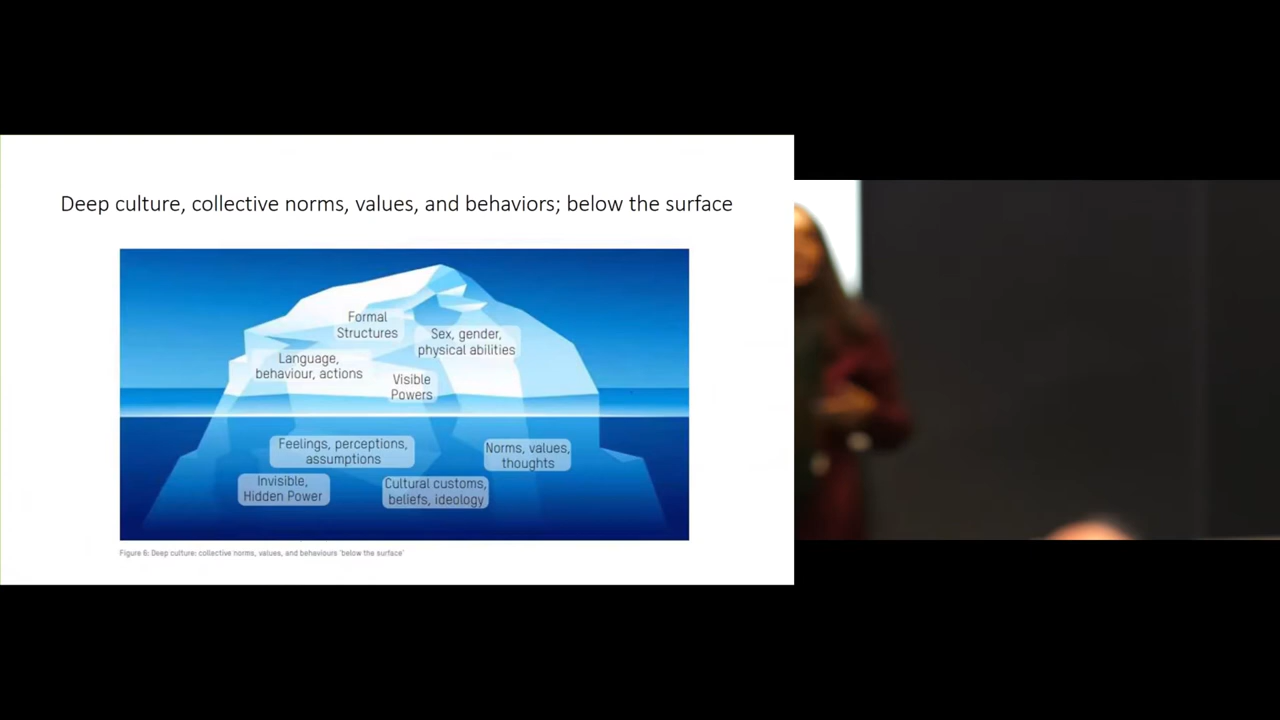 Deep culture, collective norms, values, and behaviors; below the surface
Formal
Structures
Sex, gender,
physical abilities
Language,
behaviour, actions
Visible
Powers
Feelings, perceptions,
assumptions
Norms, values,
thoughts
Invisible,
Hidden Power
Cultural customs,
beliefs, ideology
Figure 6: Deep culture: collective norms, values, and behaviours 'below the surface'